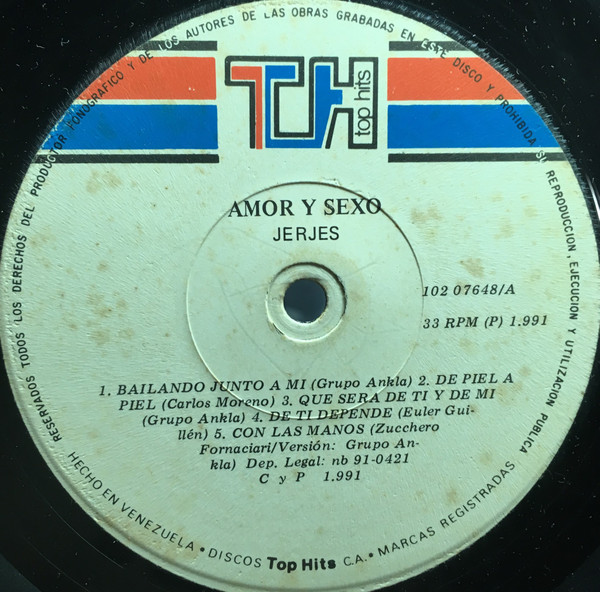 RESERVADOS TODOS LOS DERECHOS DEL PRODUCTOR FONOGRAFICO Y DE LOS AUTORES DE LAS OBRAS GRABADAS EN ESTE DISCO Y PROHIBIDA SU REPRODUCCION, EJECUCION Y UTILIZACION PUBLICA
TH
top hits
AMOR Y SEXO
JERJES
102 07648/A
33 RPM (P) 1.991
1. BAILANDO JUNTO A MI (Grupo Ankla) 2. DE PIEL A
PIEL (Carlos Moreno) 3. QUE SERA DE TI Y DE MI
(Grupo Ankla) 4. DE TI DEPENDE (Euler Gui-
llén) 5. CON LAS MANOS (Zucchero
Fornaciari/Versión: Grupo An-
kla) Dep. Legal: nb 91-0421
C y P 1.991
HECHO EN VENEZUELA • DISCOS Top Hits C.A. • MARCAS REGISTRADAS